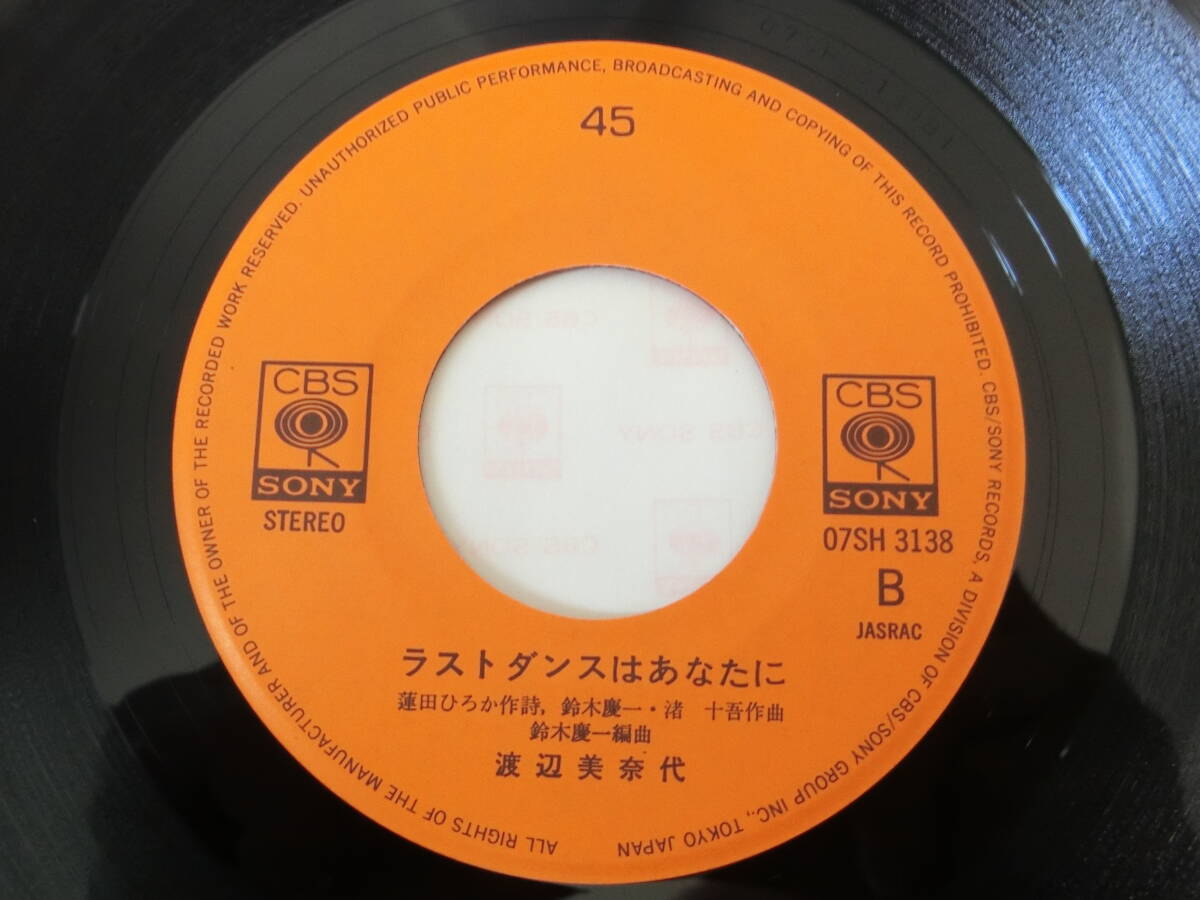 45
ALL RIGHTS OF THE MANUFACTURER AND OF THE OWNER OF THE RECORDED WORK RESERVED. UNAUTHORIZED PUBLIC PERFORMANCE, BROADCASTING AND COPYING OF THIS RECORD PROHIBITED. CBS/SONY RECORDS, A DIVISION OF CBS/SONY GROUP INC., TOKYO JAPAN
CBS
SONY
STEREO
CBS
SONY
07SH 3138
B
JASRAC
ラストダンスはあなたに
蓮田ひろか作詩, 鈴木慶一・渚 十吾作曲
鈴木慶一編曲
渡辺美奈代